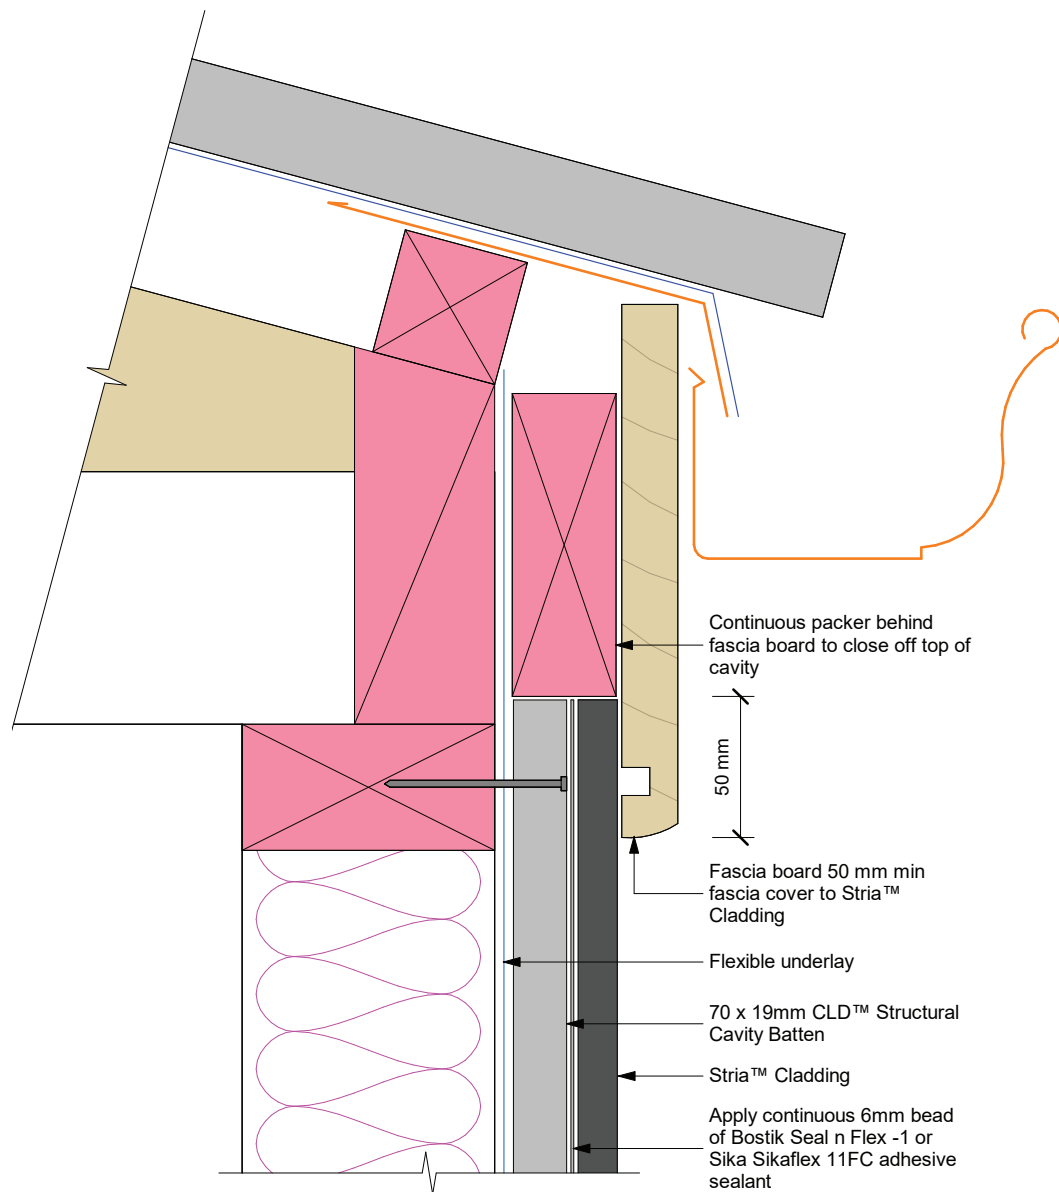 Continuous packer behind
fascia board to close off top of
cavity
50 mm
Fascia board 50 mm min
fascia cover to Stria™
Cladding
Flexible underlay
70 x 19mm CLD™ Structural
Cavity Batten
Stria™ Cladding
Apply continuous 6mm bead
of Bostik Seal n Flex -1 or
Sika Sikaflex 11FC adhesive
sealant